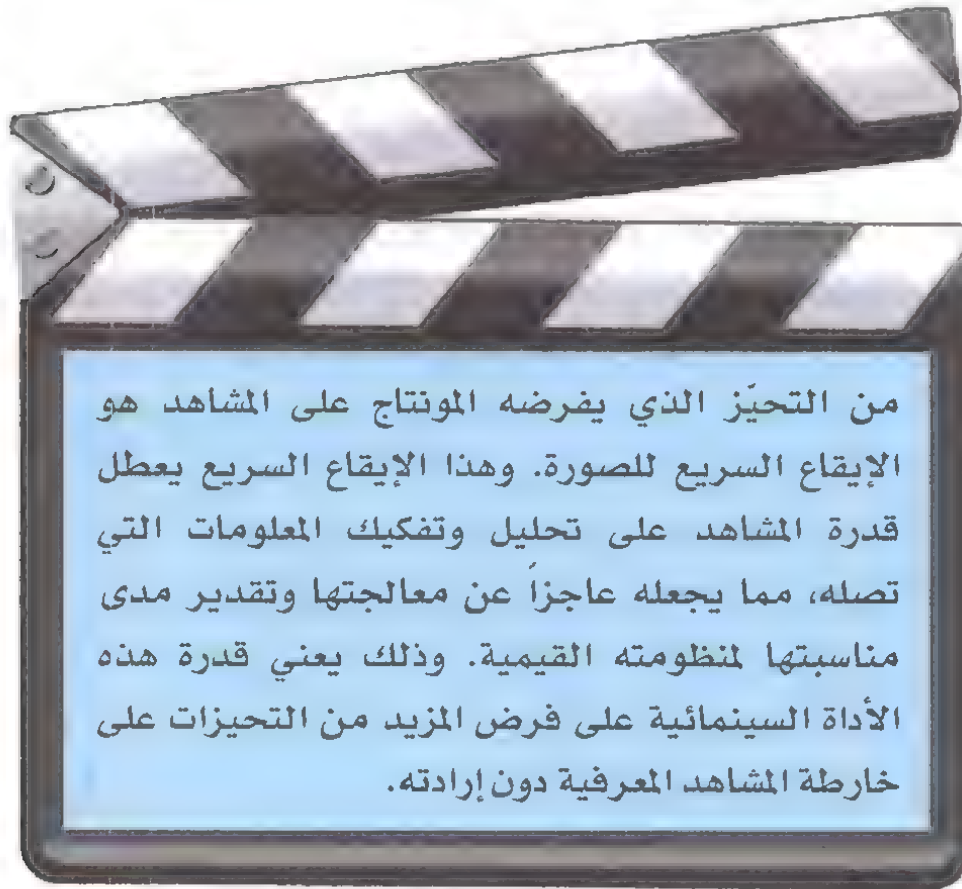 من التحيّز الذي يفرضه المونتاج على المشاهد هو
الإيقاع السريع للصورة. وهذا الإيقاع السريع يعطل
قدرة المشاهد على تحليل وتفكيك المعلومات التي
تصله، مما يجعله عاجزاً عن معالجتها وتقدير مدى
مناسبتها لمنظومته القيمية. وذلك يعني قدرة هذه
الأداة السينمائية على فرض المزيد من التحيزات على
خارطة المشاهد المعرفية دون إرادته.